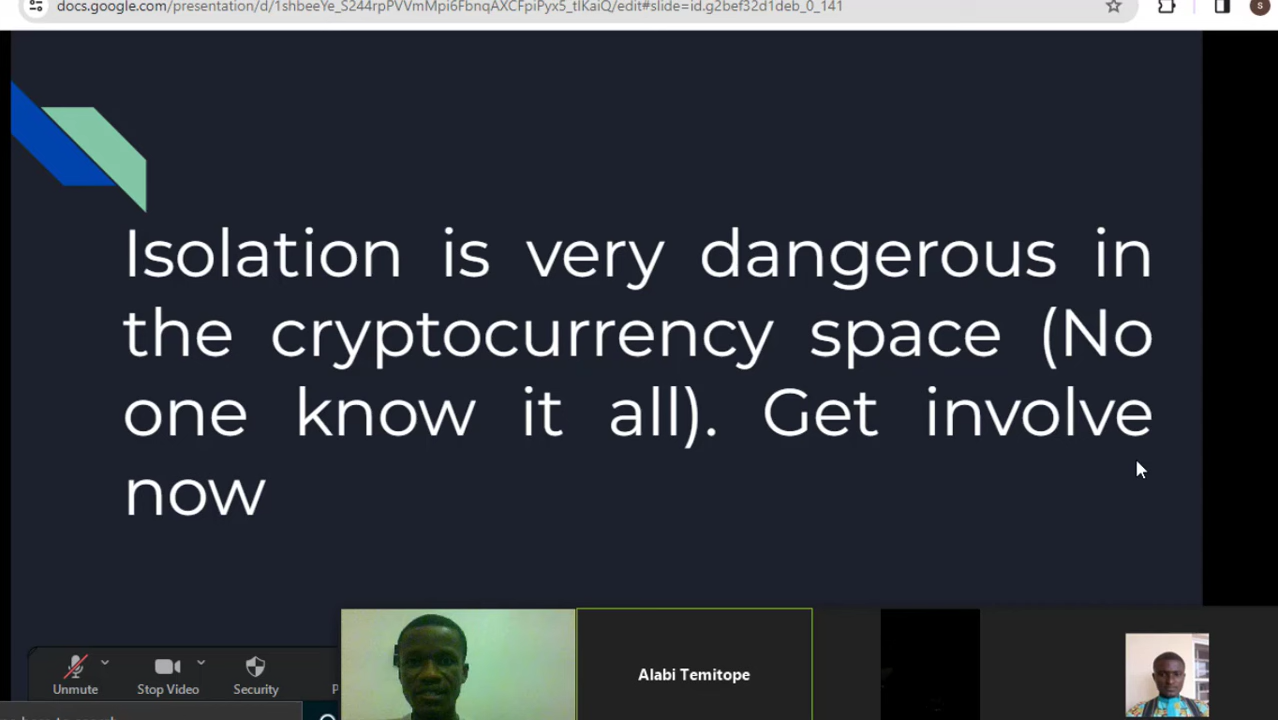 docs.google.com/presentation/d/1shbeeYe_S244rpPVVmMpi6FbnqAXCFpiPyx5_tlKaiQ/edit#slide=id.g2bef32d1deb_0_141
S
Isolation is very dangerous in
the cryptocurrency space (No
one know it all). Get involve
now
Alabi Temitope
Unmute
Stop Video
Security